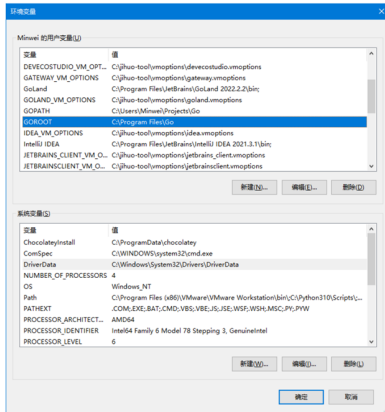 环境变量
Minwei 的用户变量(U)
变量 值
DEVECOSTUDIO_VM_OPT... C:\jihuo-tool\vmoptions\devecostudio.vmoptions
GATEWAY_VM_OPTIONS C:\jihuo-tool\vmoptions\gateway.vmoptions
GoLand C:\Program Files\JetBrains\GoLand 2022.2.2\bin;
GOLAND_VM_OPTIONS C:\jihuo-tool\vmoptions\goland.vmoptions
GOPATH C:\Users\Minwei\Projects\Go
GOROOT C:\Program Files\Go
IDEA_VM_OPTIONS C:\jihuo-tool\vmoptions\idea.vmoptions
IntelliJ IDEA C:\Program Files\JetBrains\IntelliJ IDEA 2021.3.1\bin;
JETBRAINS_CLIENT_VM_O... C:\jihuo-tool\vmoptions\jetbrains_client.vmoptions
JETBRAINSCLIENT_VM_O... C:\jihuo-tool\vmoptions\jetbrainsclient.vmoptions
新建(N)... 编辑(E)... 删除(D)
系统变量(S)
变量 值
ChocolateyInstall C:\ProgramData\chocolatey
ComSpec C:\WINDOWS\system32\cmd.exe
DriverData C:\Windows\System32\Drivers\DriverData
NUMBER_OF_PROCESSORS 4
OS Windows_NT
Path C:\Program Files (x86)\VMware\VMware Workstation\bin\;C:\Python310\Scripts\;...
PATHEXT .COM;.EXE;.BAT;.CMD;.VBS;.VBE;.JS;.JSE;.WSF;.WSH;.MSC;.PY;.PYW
PROCESSOR_ARCHITECT... AMD64
PROCESSOR_IDENTIFIER Intel64 Family 6 Model 78 Stepping 3, GenuineIntel
PROCESSOR_LEVEL 6
新建(W)... 编辑(I)... 删除(L)
确定 取消